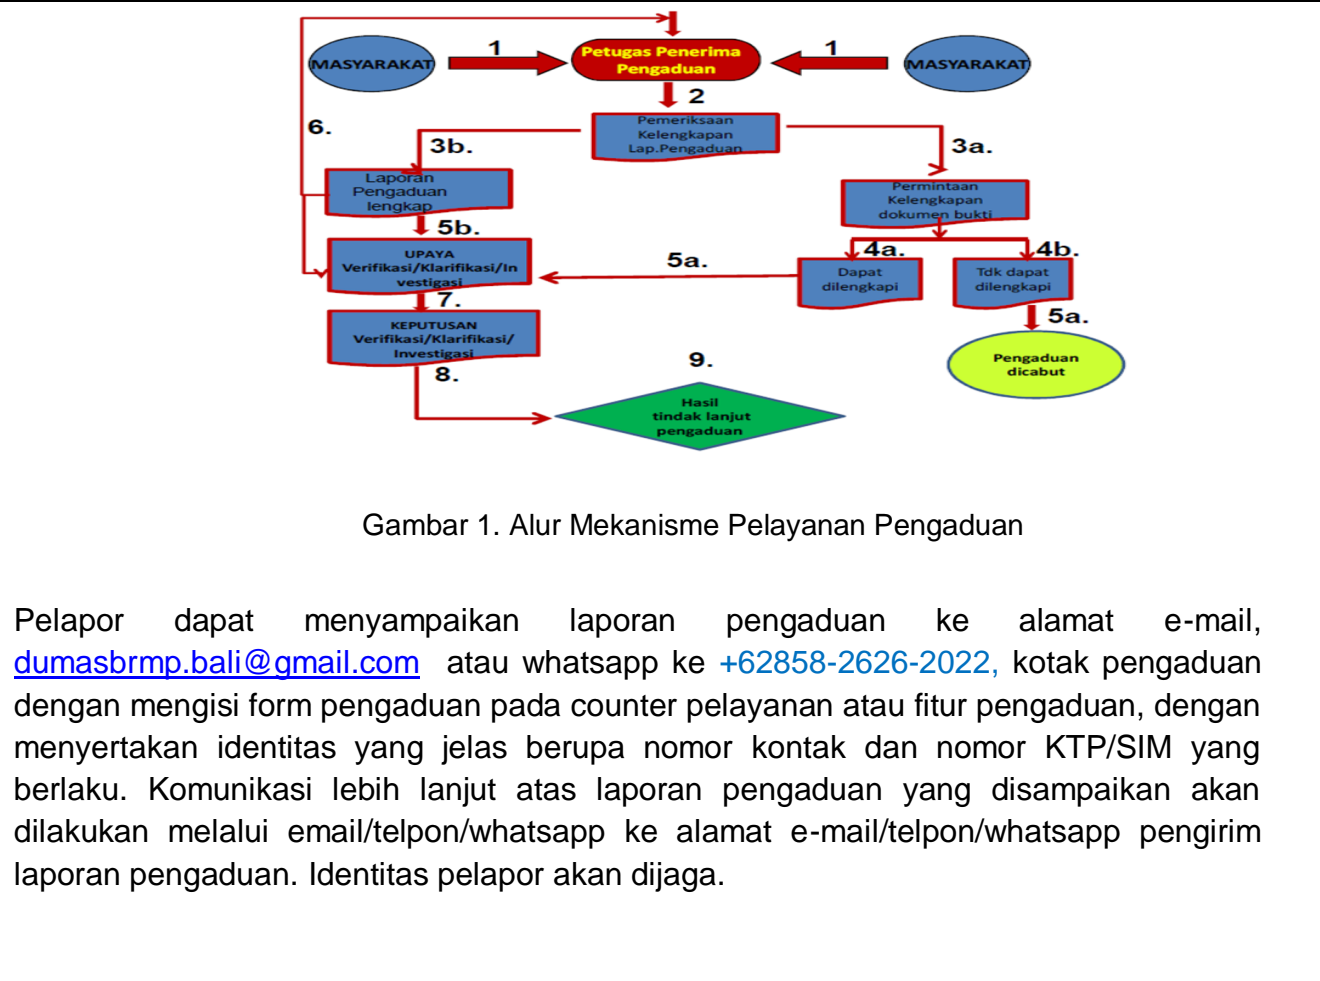 1
1
MASYARAKAT
Petugas Penerima
Pengaduan
MASYARAKAT
2
6.
Pemeriksaan
Kelengkapan
Lap.Pengaduan
3b.
3a.
Laporan
Pengaduan
lengkap
Permintaan
Kelengkapan
dokumen bukti
5b.
4a.
4b.
UPAYA
Verifikasi/Klarifikasi/In
vestigasi
5a.
Dapat
dilengkapi
Tdk dapat
dilengkapi
7.
5a.
KEPUTUSAN
Verifikasi/Klarifikasi/
Investigasi
Pengaduan
dicabut
8.
9.
Hasil
tindak lanjut
pengaduan
Gambar 1. Alur Mekanisme Pelayanan Pengaduan
Pelapor dapat menyampaikan laporan pengaduan ke alamat e-mail,
dumasbrmp.bali@gmail.com atau whatsapp ke +62858-2626-2022, kotak pengaduan
dengan mengisi form pengaduan pada counter pelayanan atau fitur pengaduan, dengan
menyertakan identitas yang jelas berupa nomor kontak dan nomor KTP/SIM yang
berlaku. Komunikasi lebih lanjut atas laporan pengaduan yang disampaikan akan
dilakukan melalui email/telpon/whatsapp ke alamat e-mail/telpon/whatsapp pengirim
laporan pengaduan. Identitas pelapor akan dijaga.